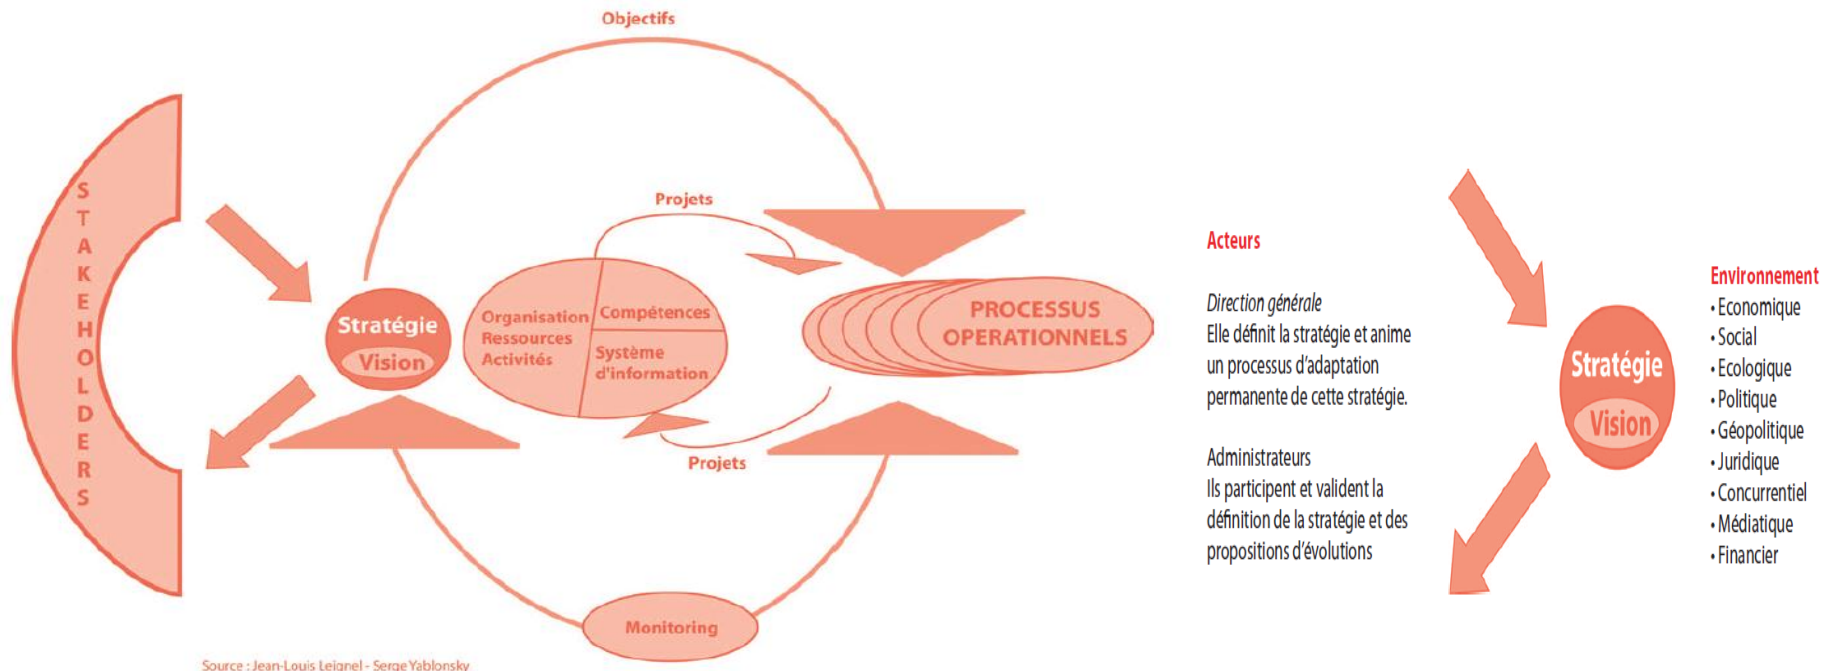 Objectifs
STAKEHOLDERS
Projets
Stratégie
Vision
Organisation
Ressources
Activités
Compétences
Système
d'information
PROCESSUS
OPERATIONNELS
Projets
Monitoring
Source : Jean-Louis Leignel - Serge Yablonsky
Acteurs
Direction générale
Elle définit la stratégie et anime
un processus d’adaptation
permanente de cette stratégie.
Administrateurs
Ils participent et valident la
définition de la stratégie et des
propositions d’évolutions
Stratégie
Vision
Environnement
• Economique
• Social
• Ecologique
• Politique
• Géopolitique
• Juridique
• Concurrentiel
• Médiatique
• Financier